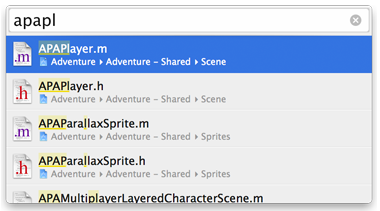 apapl
APAPlayer.m
.m
Adventure ▸ Adventure – Shared ▸ Scene
APAPlayer.h
.h
Adventure ▸ Adventure – Shared ▸ Scene
APAParallaxSprite.m
.m
Adventure ▸ Adventure – Shared ▸ Sprites
APAParallaxSprite.h
.h
Adventure ▸ Adventure – Shared ▸ Sprites
APAMultiplayerLayeredCharacterScene.m